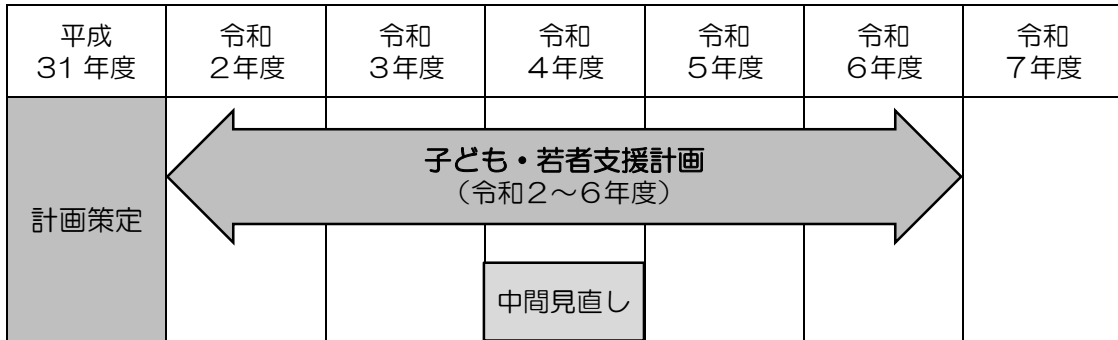 平成
31 年度
令和
２年度
令和
３年度
令和
４年度
令和
５年度
令和
６年度
令和
７年度
子ども・若者支援計画
（令和２～６年度）
計画策定
中間見直し